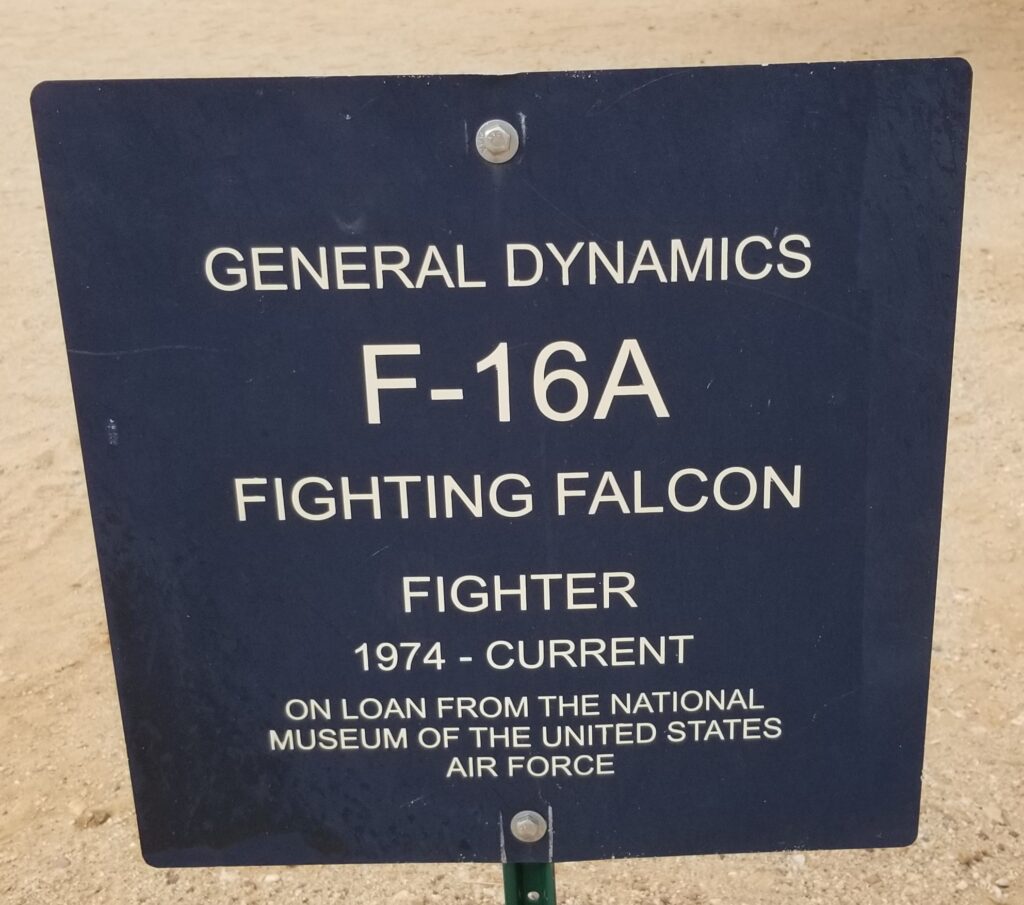 GENERAL DYNAMICS
F-16A
FIGHTING FALCON
FIGHTER
1974 - CURRENT
ON LOAN FROM THE NATIONAL
MUSEUM OF THE UNITED STATES
AIR FORCE